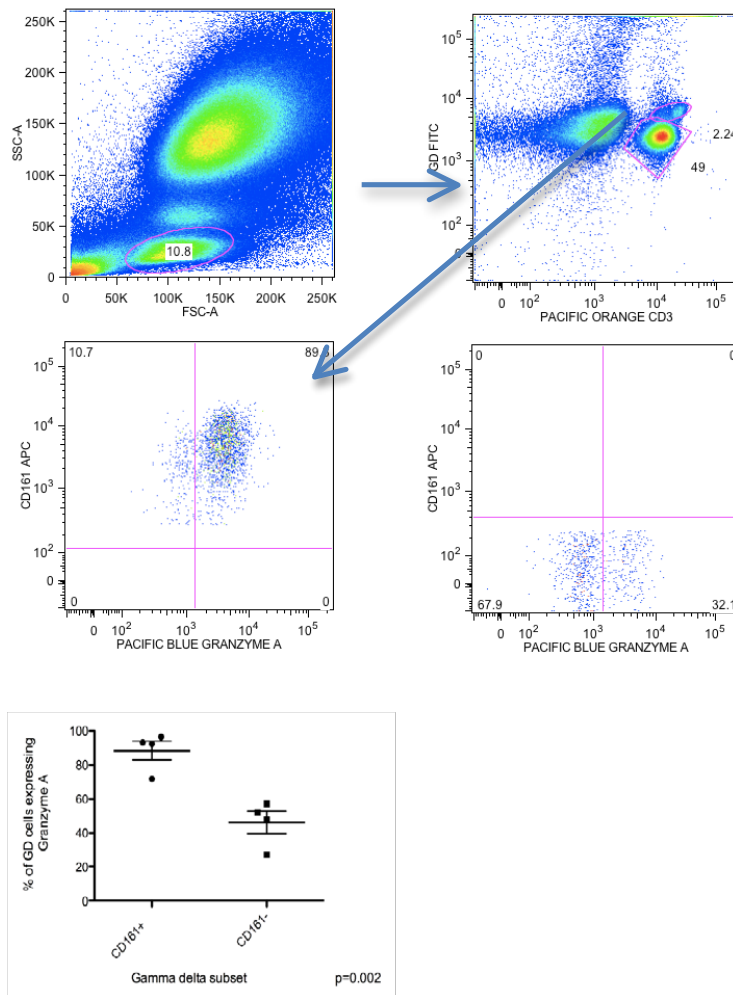 250K
200K
150K
100K
50K
0
SSC-A
10.8
0 50K 100K 150K 200K 250K
FSC-A
10^5
10^4
10^3
10^2
0
GD FITC
2.24
49
0 10^2 10^3 10^4 10^5
PACIFIC ORANGE CD3
10.7
10^5
10^4
10^3
10^2
0
CD161 APC
0 0
0 10^2 10^3 10^4 10^5
PACIFIC BLUE GRANZYME A
0
10^5
10^4
10^3
10^2
0
CD161 APC
67.9 32.1
0 10^2 10^3 10^4 10^5
PACIFIC BLUE GRANZYME A
100
80
60
40
20
0
% of GD cells expressing
Granzyme A
CD161+ CD161-
Gamma delta subset p=0.002